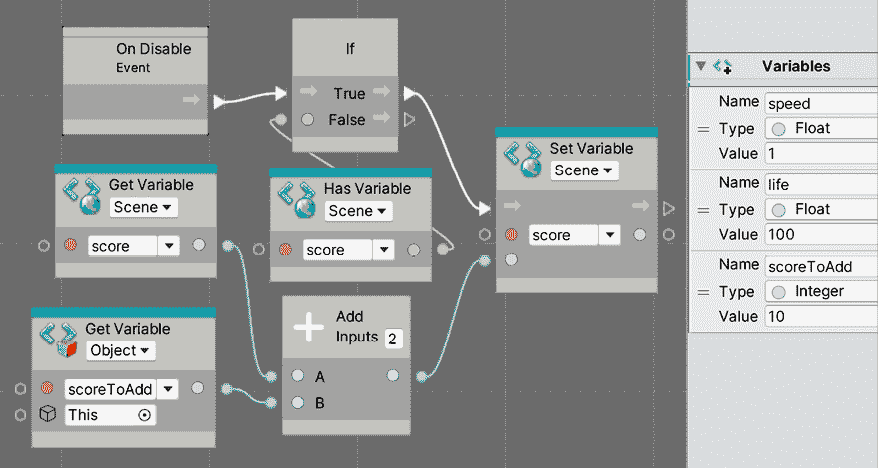 On Disable
Event
If
True
False
Get Variable
Scene
score
Has Variable
Scene
score
Set Variable
Scene
score
Get Variable
Object
scoreToAdd
This
Add
Inputs 2
A
B
Variables
Name speed
Type Float
Value 1
Name life
Type Float
Value 100
Name scoreToAdd
Type Integer
Value 10